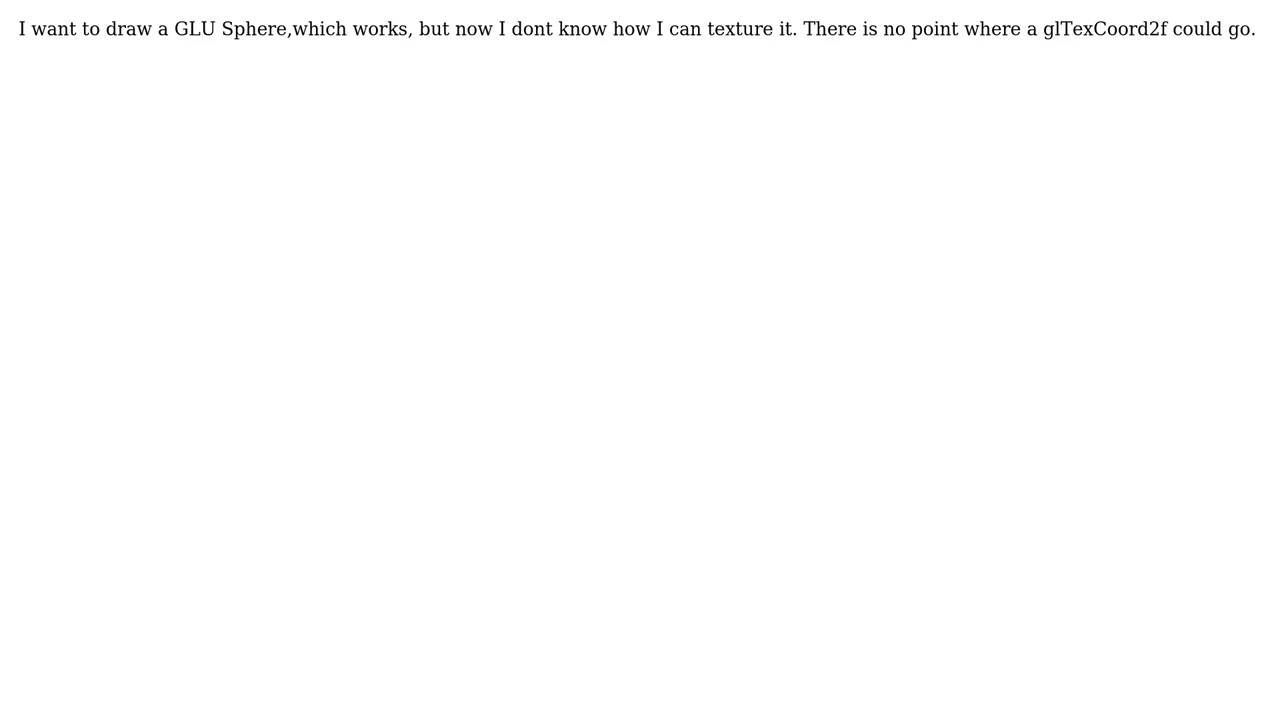 I want to draw a GLU Sphere,which works, but now I dont know how I can texture it. There is no point where a glTexCoord2f could go.